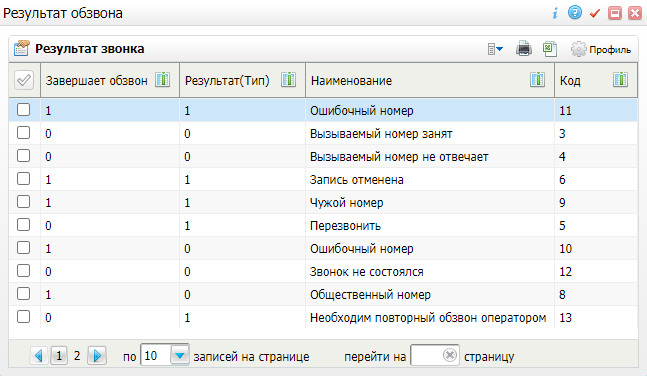 Результат обзвона
Результат звонка
Профиль
Завершает обзвон Результат(Тип) Наименование Код
1 1 Ошибочный номер 11
0 0 Вызываемый номер занят 3
0 0 Вызываемый номер не отвечает 4
1 1 Запись отменена 6
1 1 Чужой номер 9
0 1 Перезвонить 5
1 0 Ошибочный номер 10
0 0 Звонок не состоялся 12
1 0 Общественный номер 8
0 1 Необходим повторный обзвон оператором 13
1 2 по 10 записей на странице перейти на страницу